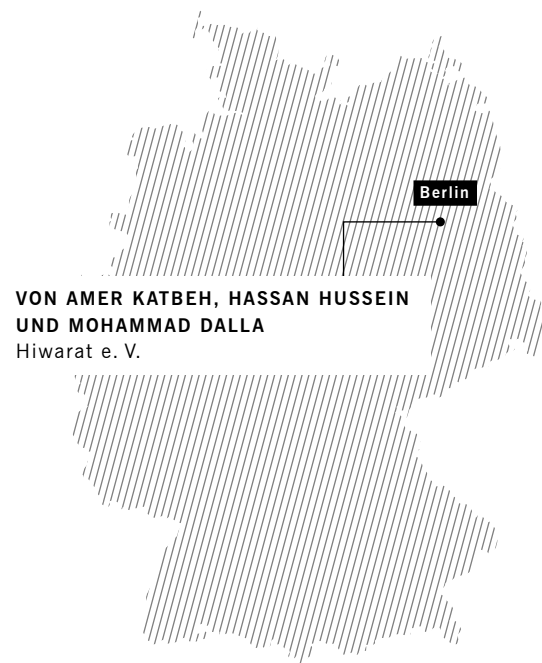 Berlin
VON AMER KATBEH, HASSAN HUSSEIN
UND MOHAMMAD DALLA
Hiwarat e. V.